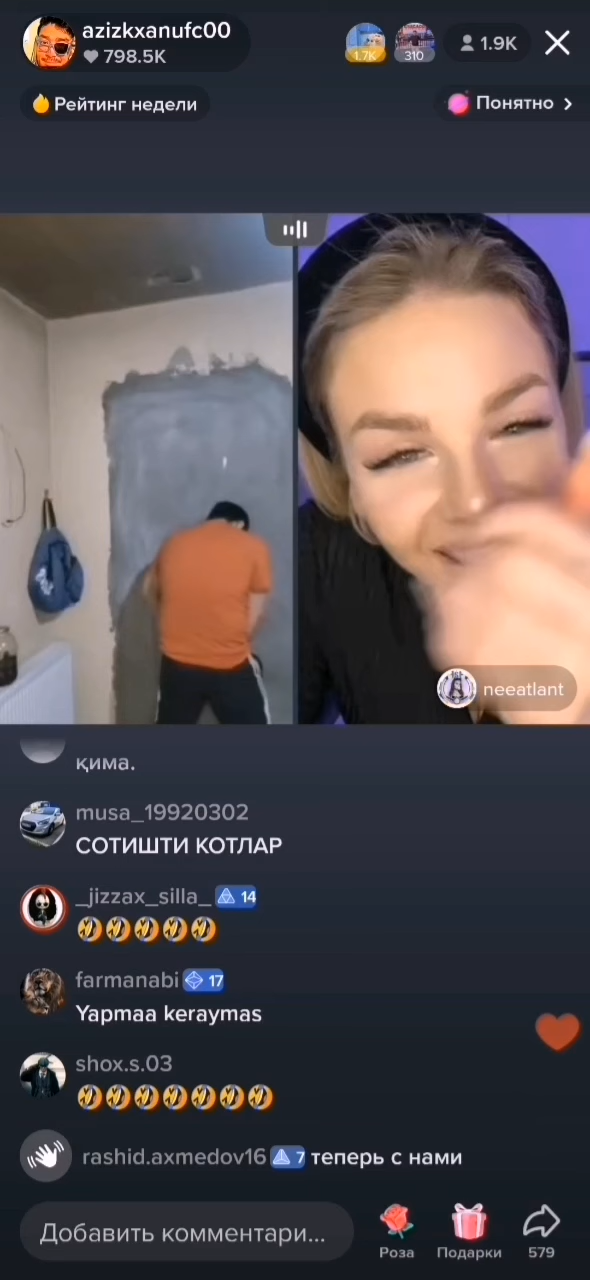 azizkxanufc00
798.5K
1.7K
310
1.9K
Рейтинг недели
Понятно
neeatlant
қима.
musa_19920302
СОТИШТИ КОТЛАР
_jizzax_silla_ 14
farmanabi 17
Yapmaa keraymas
shox.s.03
rashid.axmedov16 7 теперь с нами
Добавить комментари...
Роза
Подарки
579